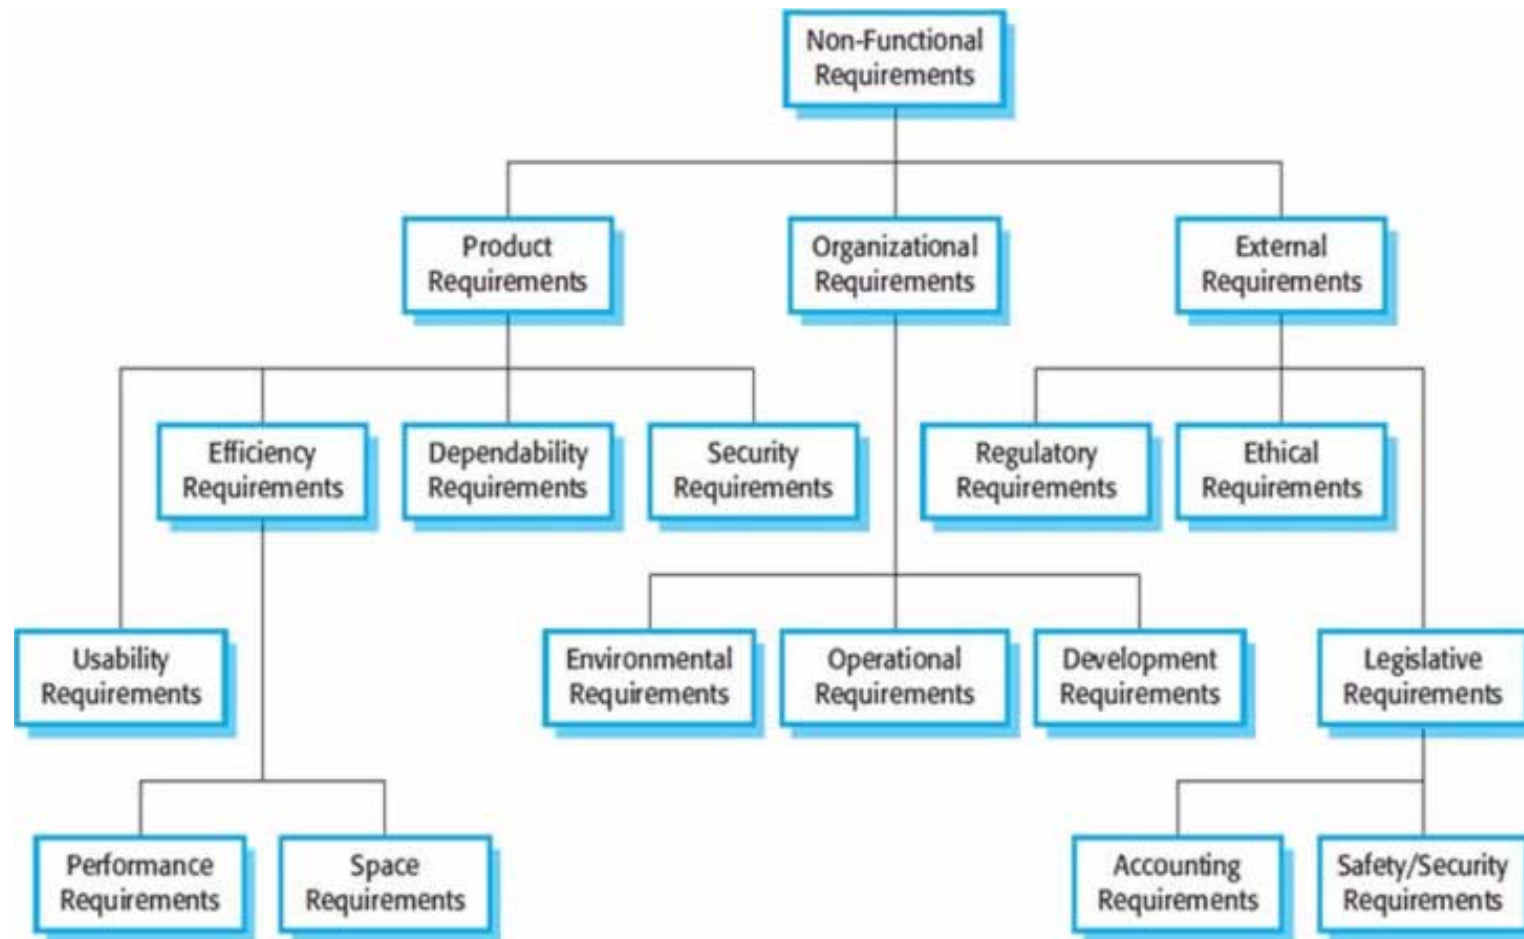 Non-Functional
Requirements
Product
Requirements
Organizational
Requirements
External
Requirements
Efficiency
Requirements
Dependability
Requirements
Security
Requirements
Regulatory
Requirements
Ethical
Requirements
Usability
Requirements
Environmental
Requirements
Operational
Requirements
Development
Requirements
Legislative
Requirements
Performance
Requirements
Space
Requirements
Accounting
Requirements
Safety/Security
Requirements